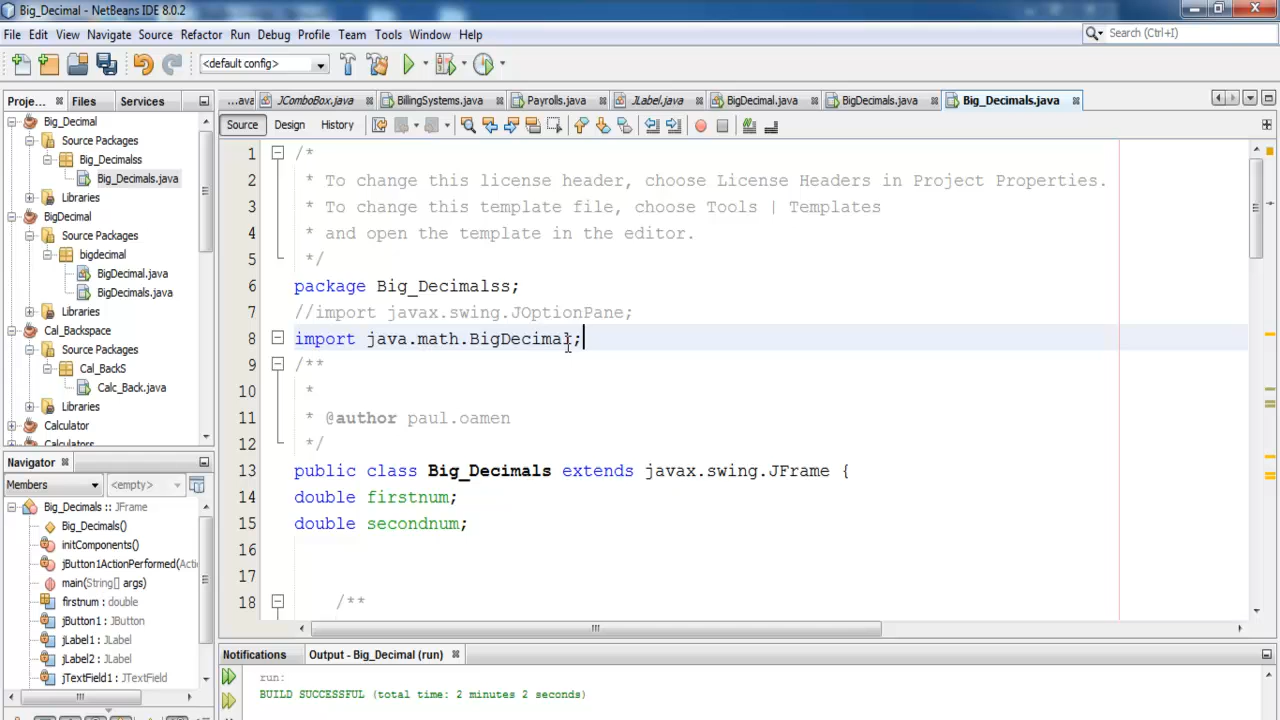 Big_Decimal - NetBeans IDE 8.0.2
File Edit View Navigate Source Refactor Run Debug Profile Team Tools Window Help
Search (Ctrl+I)
<default config>
Proje... Files Services
...ava JComboBox.java BillingSystems.java Payrolls.java JLabel.java BigDecimal.java BigDecimals.java Big_Decimals.java
Source Design History
Big_Decimal
Source Packages
Big_Decimalss
Big_Decimals.java
Libraries
BigDecimal
Source Packages
bigdecimal
BigDecimal.java
BigDecimals.java
Libraries
Cal_Backspace
Source Packages
Cal_BackS
Calc_Back.java
Libraries
Calculator
Calculators
Navigator
Members <empty>
Big_Decimals :: JFrame
Big_Decimals()
initComponents()
jButton1ActionPerformed(Actio
main(String[] args)
firstnum : double
jButton1 : JButton
jLabel1 : JLabel
jLabel2 : JLabel
jTextField1 : JTextField
1 /*
2 * To change this license header, choose License Headers in Project Properties.
3 * To change this template file, choose Tools | Templates
4 * and open the template in the editor.
5 */
6 package Big_Decimalss;
7 //import javax.swing.JOptionPane;
8 import java.math.BigDecimal;
9 /**
10 *
11 * @author paul.oamen
12 */
13 public class Big_Decimals extends javax.swing.JFrame {
14 double firstnum;
15 double secondnum;
16
17
18 /**
Notifications Output - Big_Decimal (run)
run:
BUILD SUCCESSFUL (total time: 2 minutes 2 seconds)